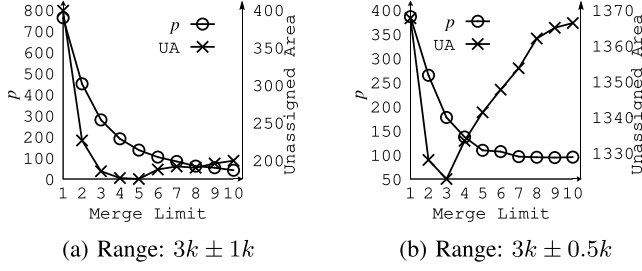 800
700
600
500
400
300
200
100
0
p
p
UA
400
350
300
250
200
Unassigned Area
1 2 3 4 5 6 7 8 9 10
Merge Limit
(a) Range: 3k ± 1k
400
350
300
250
200
150
100
50
p
p
UA
1370
1360
1350
1340
1330
Unassigned Area
1 2 3 4 5 6 7 8 9 10
Merge Limit
(b) Range: 3k ± 0.5k